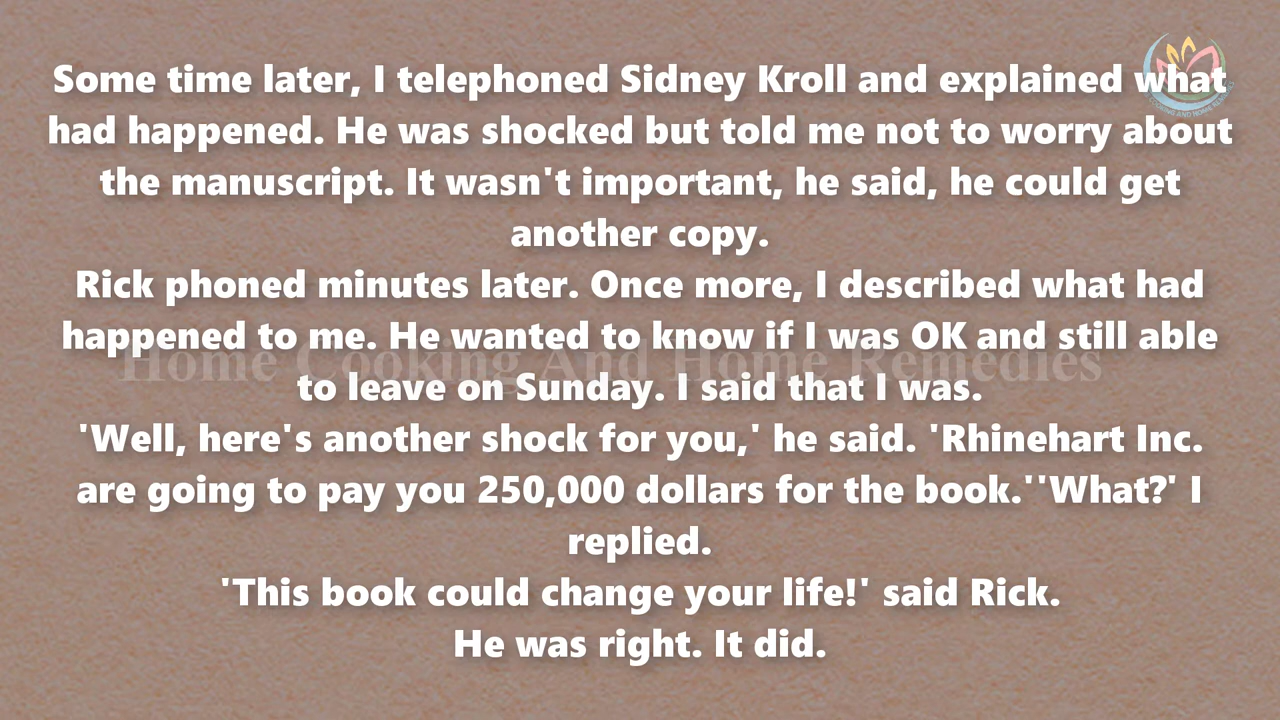 Some time later, I telephoned Sidney Kroll and explained what
had happened. He was shocked but told me not to worry about
the manuscript. It wasn't important, he said, he could get
another copy.
Rick phoned minutes later. Once more, I described what had
happened to me. He wanted to know if I was OK and still able
Home Cooking And Home Remedies
to leave on Sunday. I said that I was.
'Well, here's another shock for you,' he said. 'Rhinehart Inc.
are going to pay you 250,000 dollars for the book.''What?' I
replied.
'This book could change your life!' said Rick.
He was right. It did.